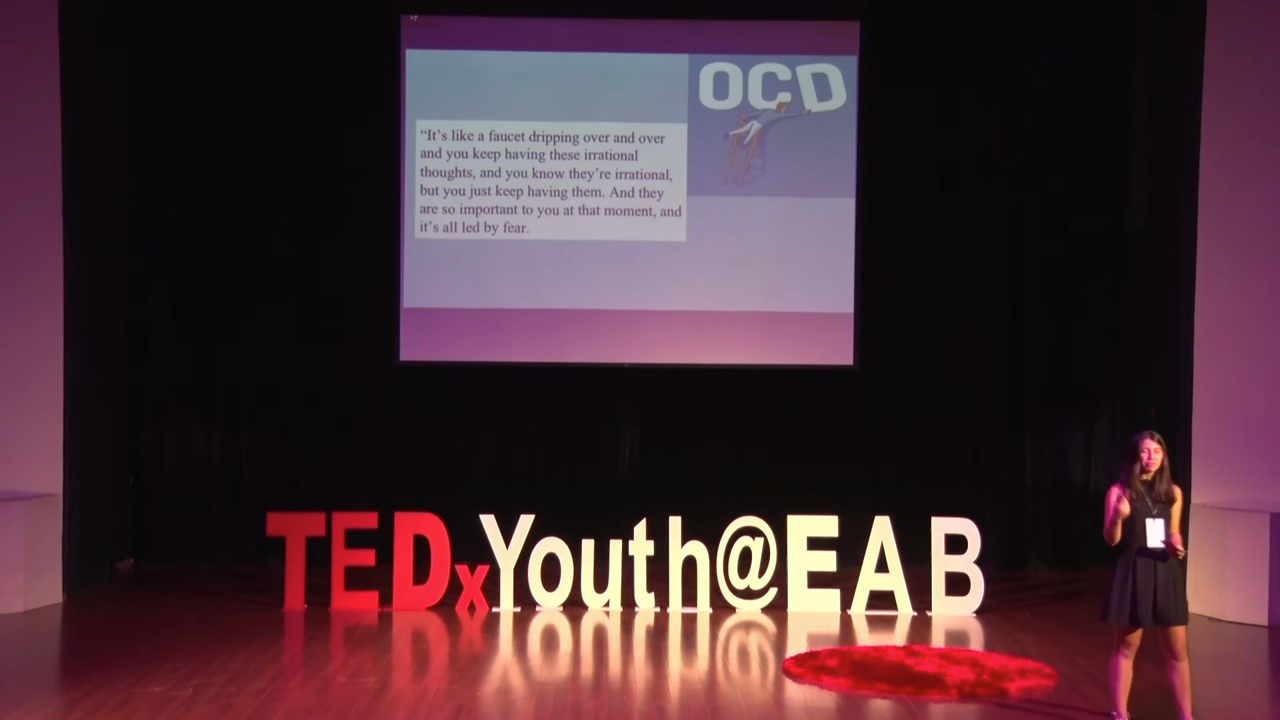 OCD
“It’s like a faucet dripping over and over
and you keep having these irrational
thoughts, and you know they’re irrational,
but you just keep having them. And they
are so important to you at that moment, and
it’s all led by fear.
TEDxYouth@EAB